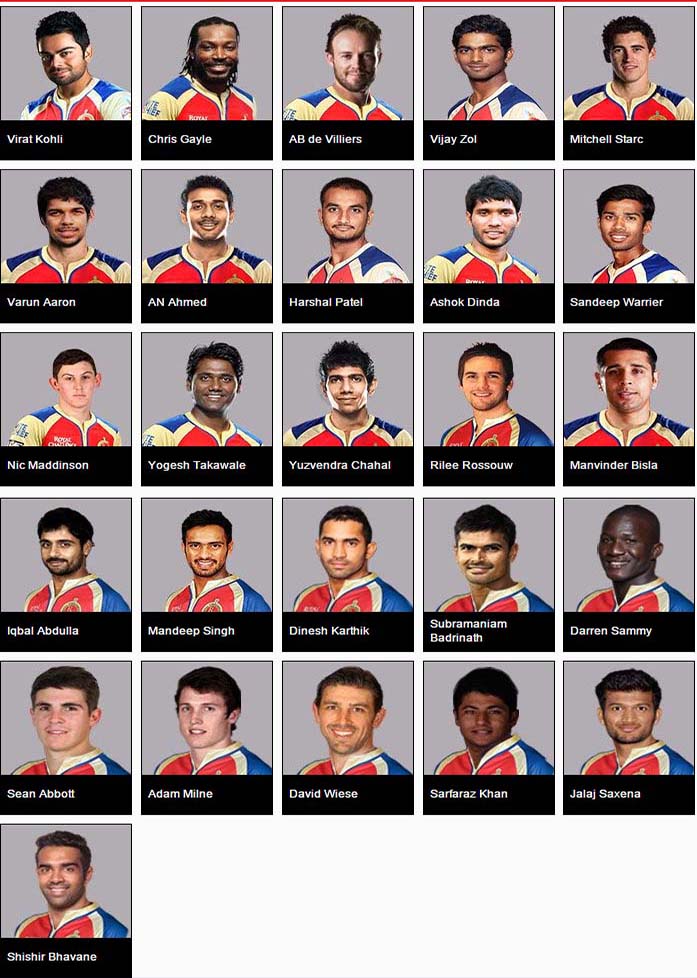 Virat Kohli
Chris Gayle
AB de Villiers
Vijay Zol
Mitchell Starc
Varun Aaron
AN Ahmed
Harshal Patel
Ashok Dinda
Sandeep Warrier
ROYAL
Nic Maddinson
Yogesh Takawale
Yuzvendra Chahal
Rilee Rossouw
Manvinder Bisla
Iqbal Abdulla
Mandeep Singh
Dinesh Karthik
Subramaniam
Badrinath
Darren Sammy
Sean Abbott
Adam Milne
David Wiese
Sarfaraz Khan
Jalaj Saxena
Shishir Bhavane